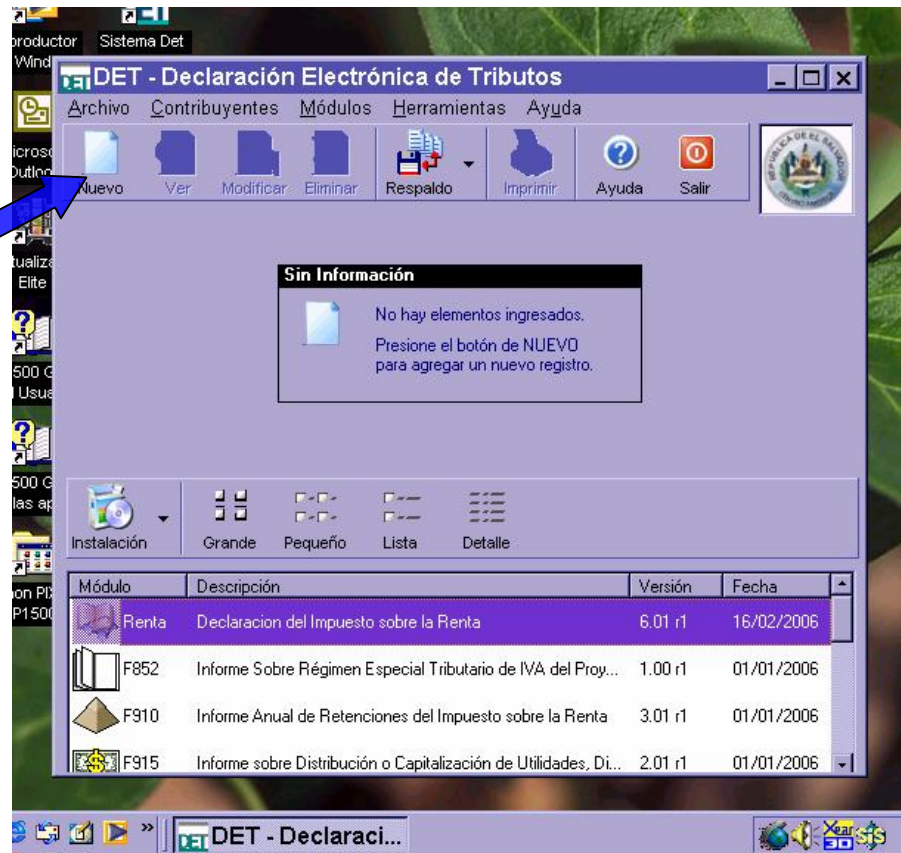 Sistema Det
DET - Declaración Electrónica de Tributos
Archivo Contribuyentes Módulos Herramientas Ayuda
Nuevo Ver Modificar Eliminar Respaldo Imprimir Ayuda Salir
Sin Información
No hay elementos ingresados.
Presione el botón de NUEVO
para agregar un nuevo registro.
Elite
Instalación Grande Pequeño Lista Detalle
Módulo Descripción Versión Fecha
Renta Declaracion del Impuesto sobre la Renta 6.01 r1 16/02/2006
F852 Informe Sobre Régimen Especial Tributario de IVA del Proy... 1.00 r1 01/01/2006
F910 Informe Anual de Retenciones del Impuesto sobre la Renta 3.01 r1 01/01/2006
F915 Informe sobre Distribución o Capitalización de Utilidades, Di... 2.01 r1 01/01/2006
DET - Declaraci...